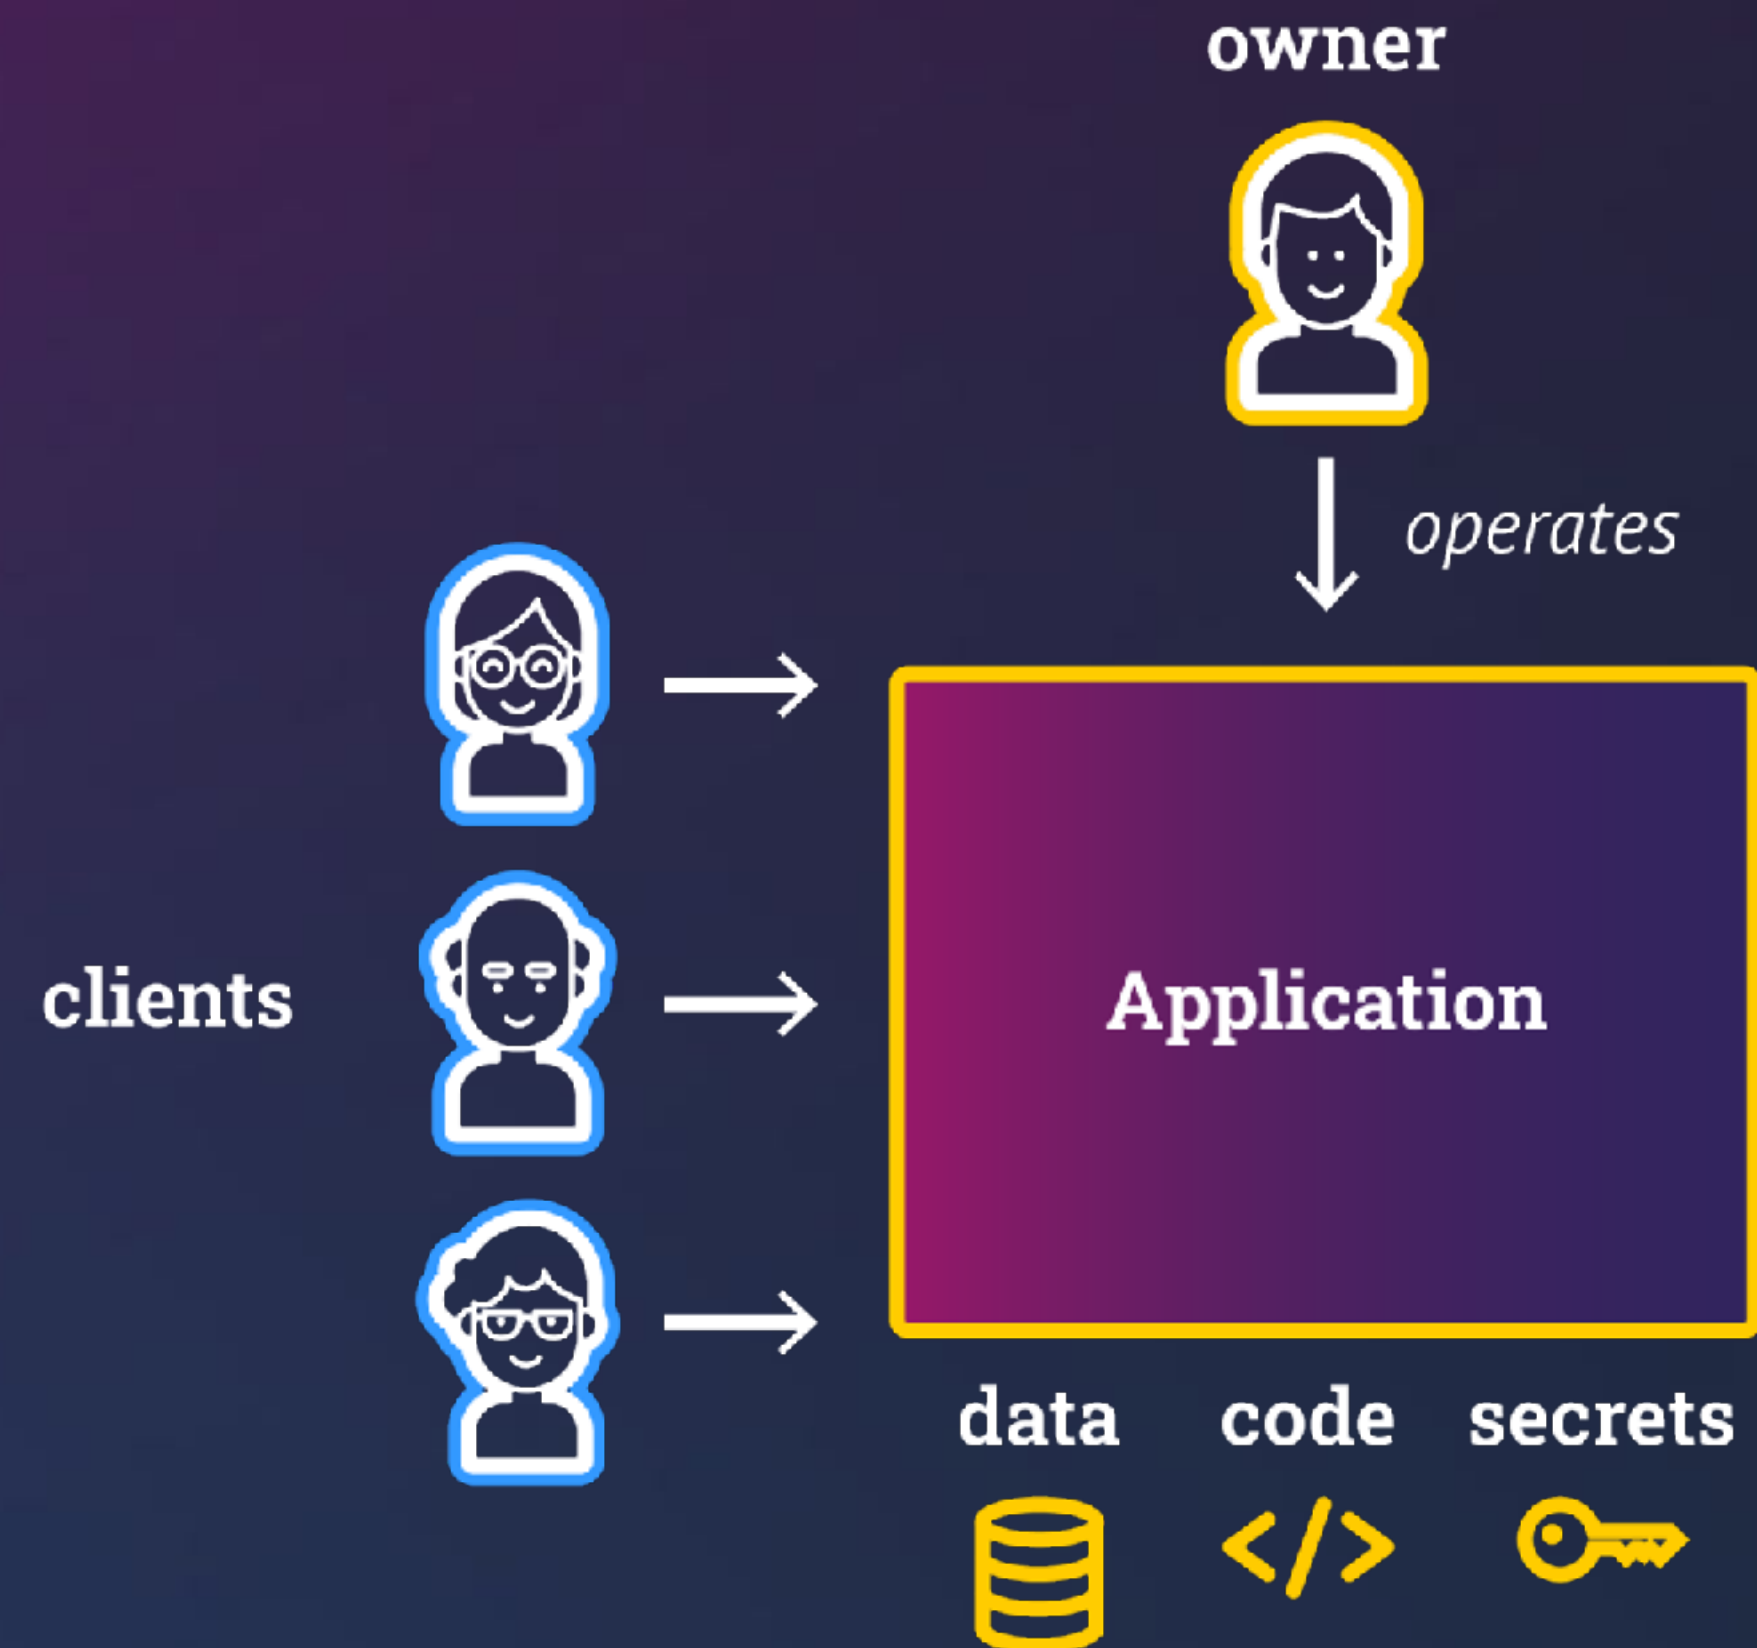 owner
operates
clients
Application
data
code
secrets